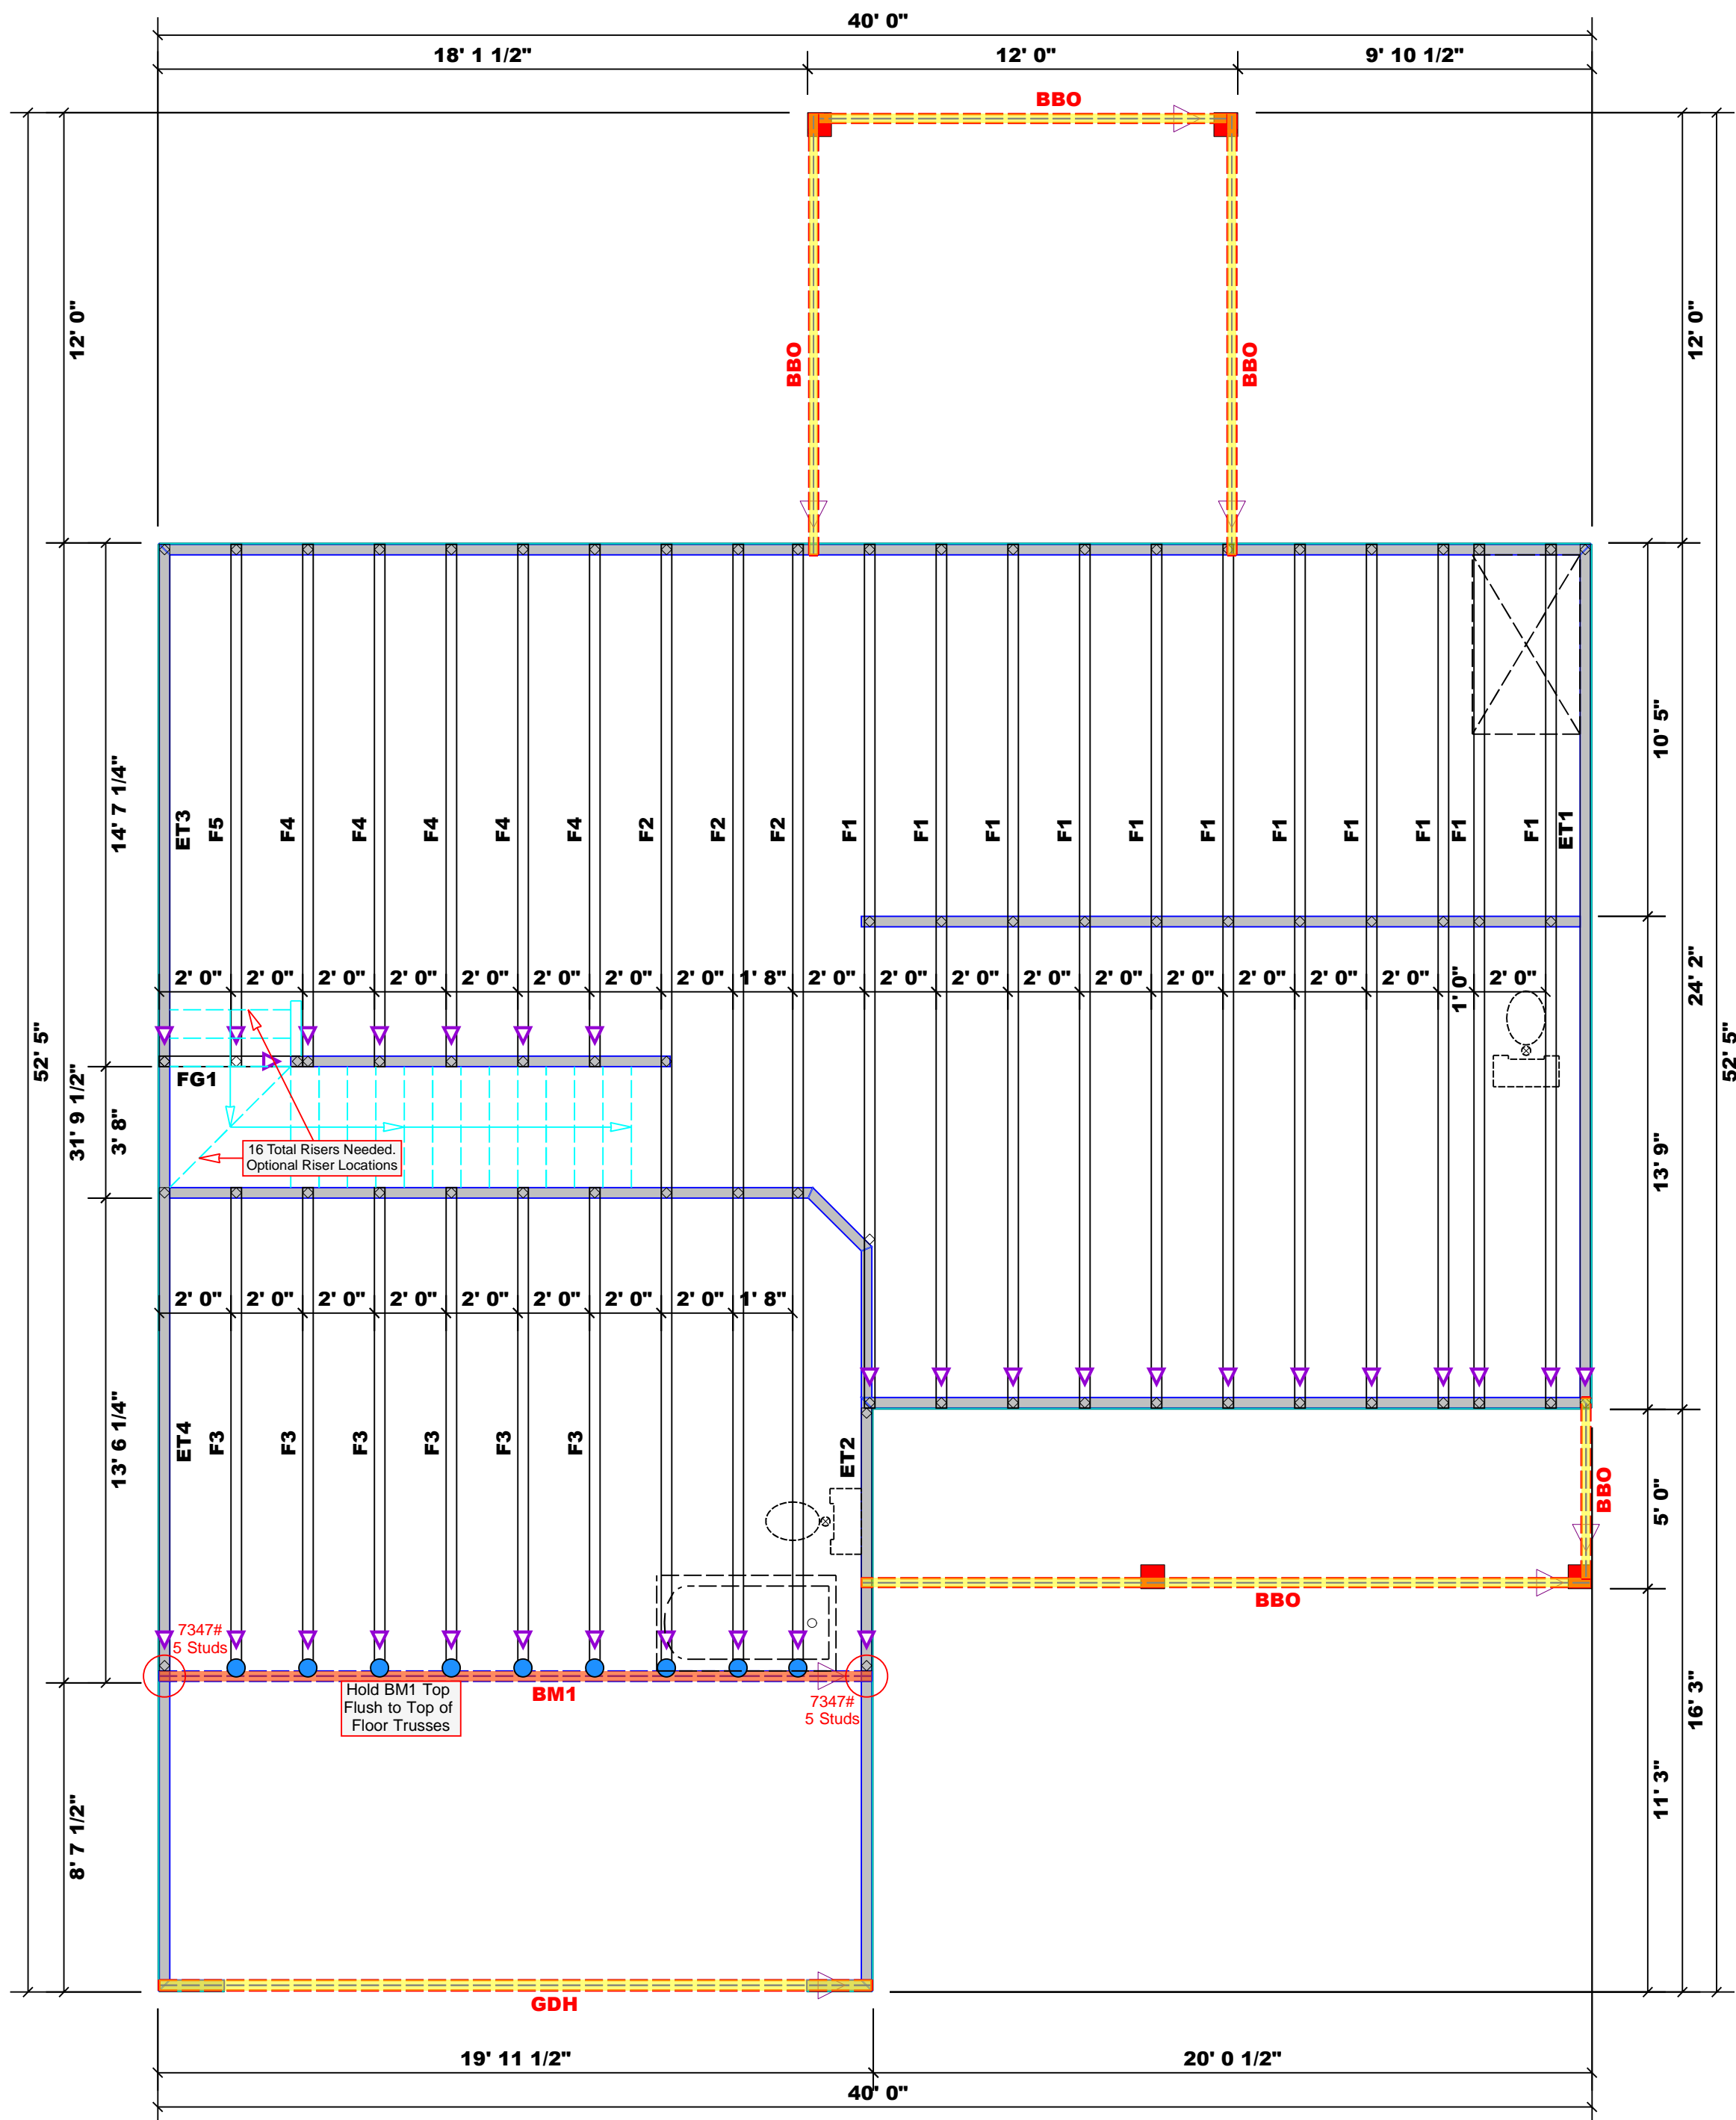 40' 0"
18' 1 1/2"
12' 0"
9' 10 1/2"
BBO
12' 0"
BBO
BBO
12' 0"
52' 5"
31' 9 1/2"
14' 7 1/4"
ET3
F5
F4
F4
F4
F4
F4
F2
F2
F2
F1
F1
F1
F1
F1
F1
F1
F1
F1
F1
F1
ET1
10' 5"
24' 2"
52' 5"
2' 0"
2' 0"
2' 0"
2' 0"
2' 0"
2' 0"
2' 0"
2' 0"
1' 8"
2' 0"
2' 0"
2' 0"
2' 0"
2' 0"
2' 0"
2' 0"
2' 0"
2' 0"
1' 0"
2' 0"
FG1
3' 8"
16 Total Risers Needed.
Optional Riser Locations
13' 9"
2' 0"
2' 0"
2' 0"
2' 0"
2' 0"
2' 0"
2' 0"
2' 0"
1' 8"
13' 6 1/4"
ET4
F3
F3
F3
F3
F3
F3
ET2
BBO
5' 0"
BBO
7347#
5 Studs
Hold BM1 Top
Flush to Top of
Floor Trusses
BM1
7347#
5 Studs
16' 3"
11' 3"
8' 7 1/2"
GDH
19' 11 1/2"
20' 0 1/2"
40' 0"